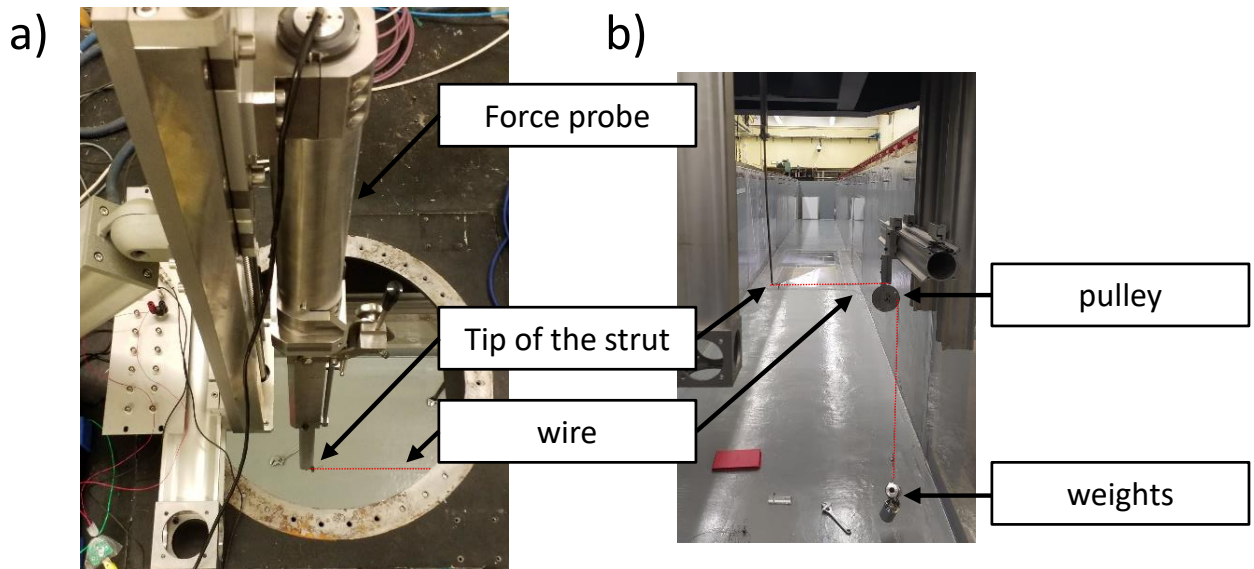 a)
b)
Force probe
Tip of the strut
pulley
wire
weights